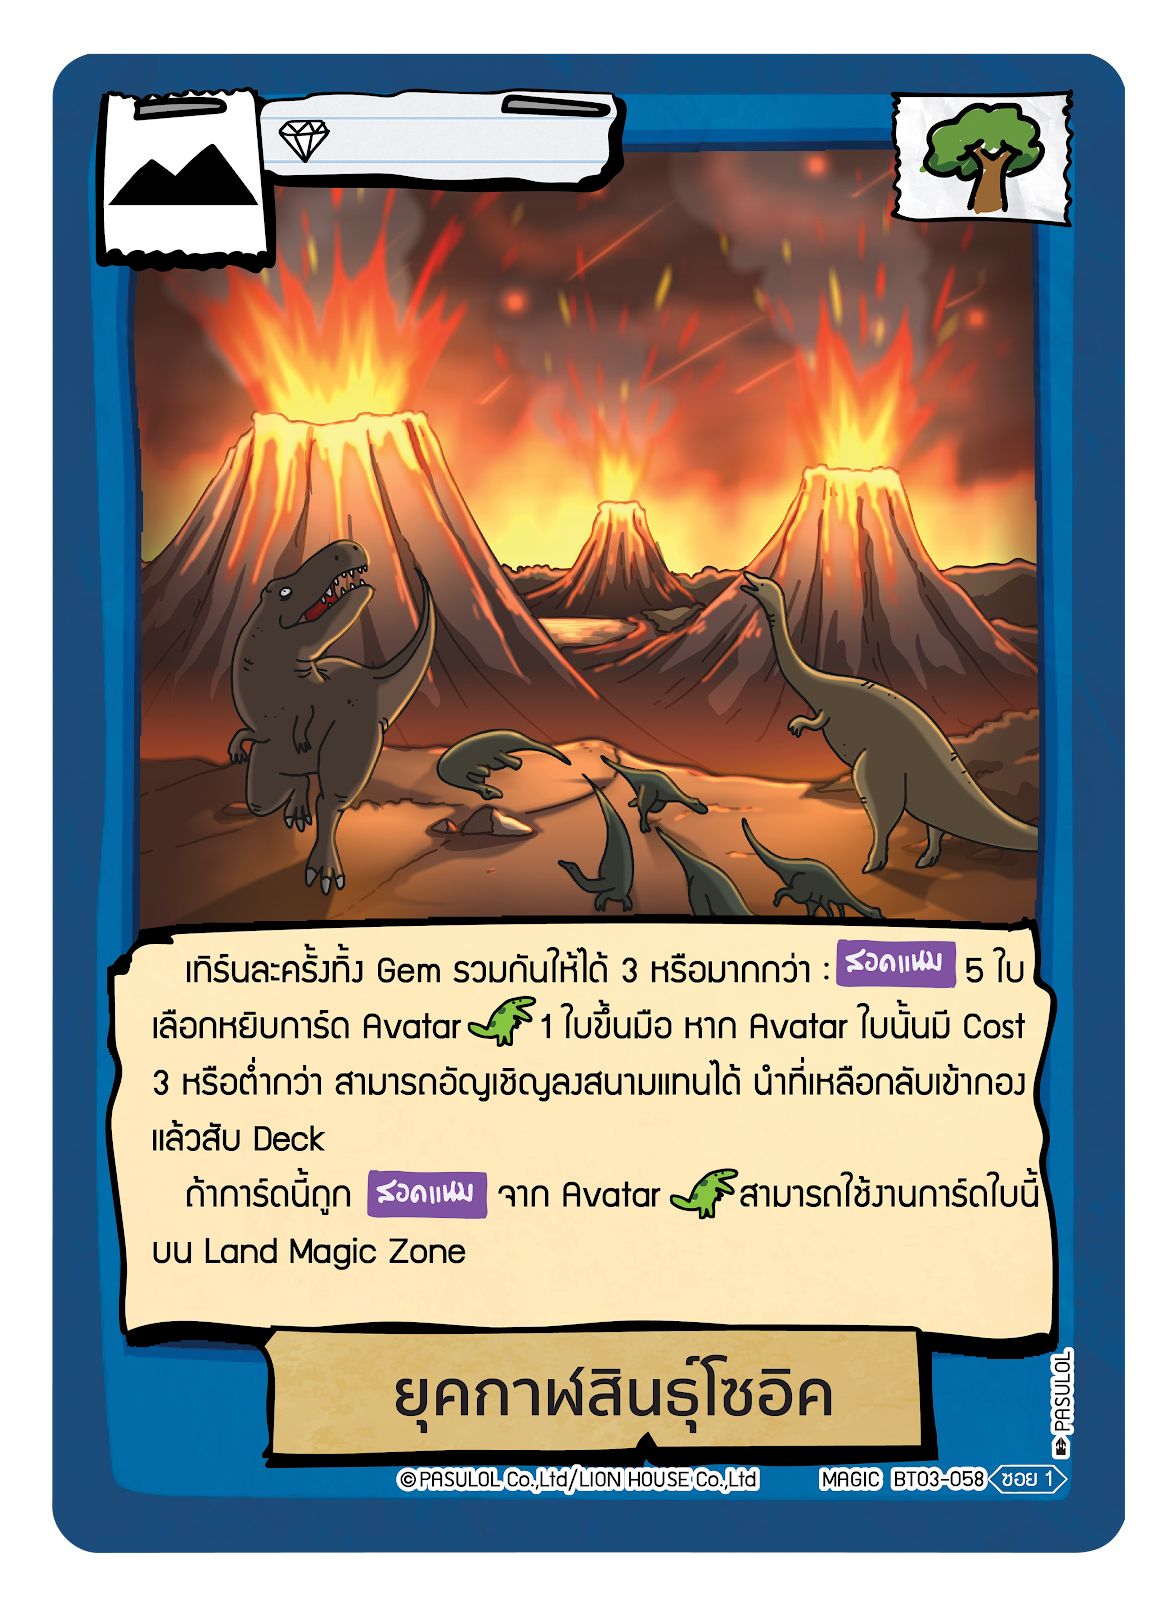 เทิร์นละครั้งทิ้ง Gem รวมกันให้ได้ 3 หรือมากกว่า : สอดแนม 5 ใบ
เลือกหยิบการ์ด Avatar 1 ใบขึ้นมือ หาก Avatar ใบนั้นมี Cost
3 หรือต่ำกว่า สามารถอัญเชิญลงสนามแทนได้ นำที่เหลือกลับเข้ากอง
แล้วสับ Deck
ถ้าการ์ดนี้ถูก สอดแนม จาก Avatar สามารถใช้งานการ์ดใบนี้
บน Land Magic Zone
ยุคกาฬสินธุ์โซอิค
PASULOL
© PASULOL Co.,Ltd/LION HOUSE Co.,Ltd
MAGIC BT03-058 ซอย 1